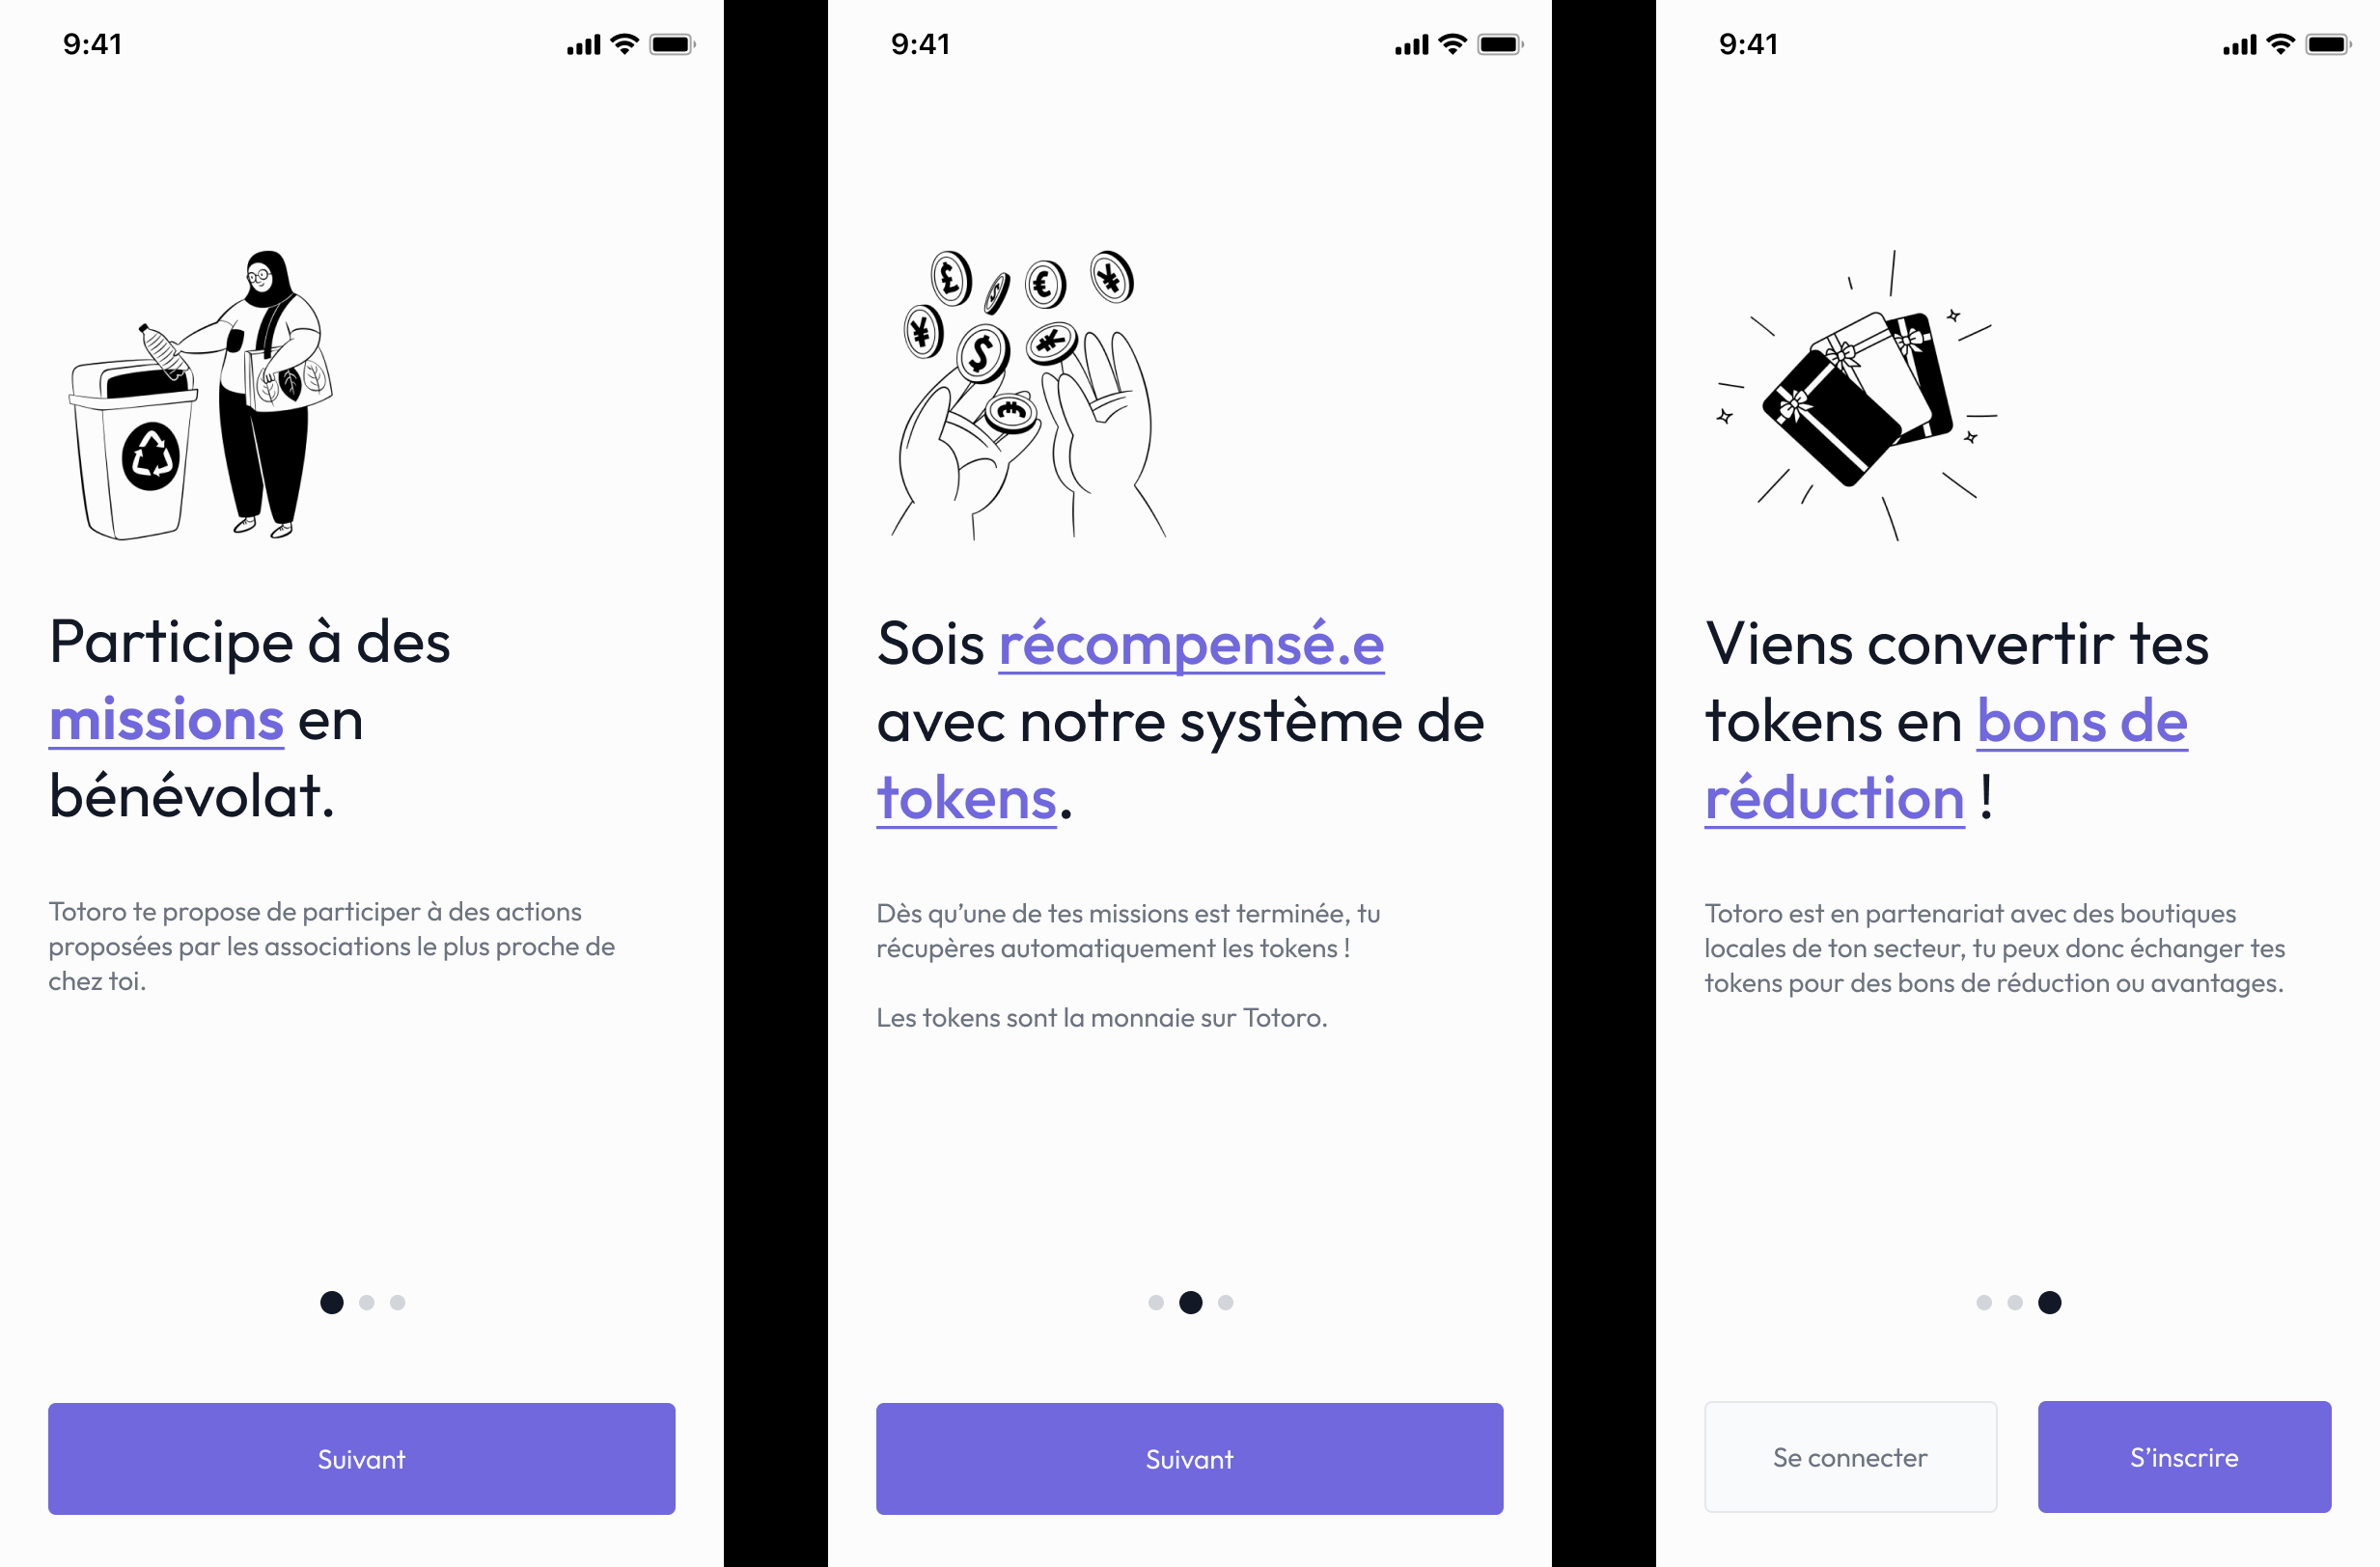 9:41
Participe à des
missions en
bénévolat.
Totoro te propose de participer à des actions
proposées par les associations le plus proche de
chez toi.
Suivant
9:41
£ $ € ¥
¥ $ ¥
€
Sois récompensé.e
avec notre système de
tokens.
Dès qu’une de tes missions est terminée, tu
récupères automatiquement les tokens !
Les tokens sont la monnaie sur Totoro.
Suivant
9:41
Viens convertir tes
tokens en bons de
réduction !
Totoro est en partenariat avec des boutiques
locales de ton secteur, tu peux donc échanger tes
tokens pour des bons de réduction ou avantages.
Se connecter
S’inscrire